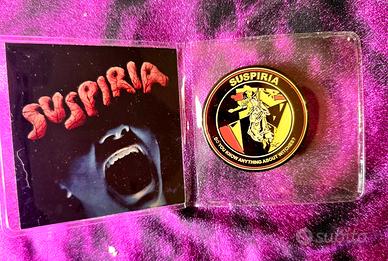 SUSPIRIA
SUSPIRIA
DO YOU KNOW ANYTHING ABOUT WITCHES?
subito